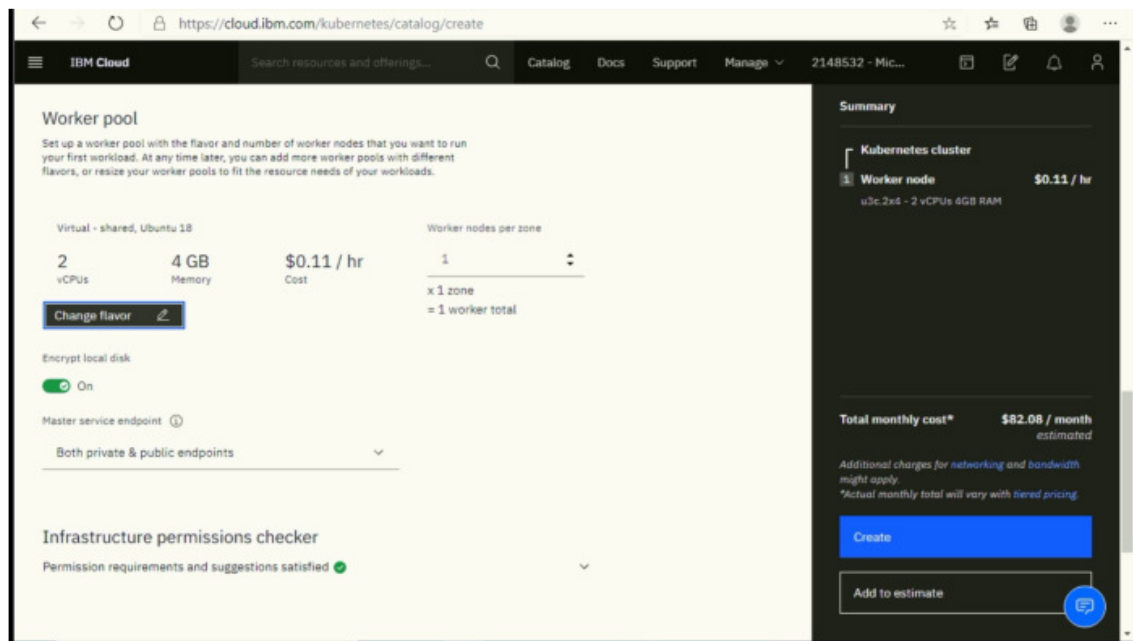 https://cloud.ibm.com/kubernetes/catalog/create
IBM Cloud
Search resources and offerings...
Catalog
Docs
Support
Manage
2148532 - Mic...
Worker pool
Set up a worker pool with the flavor and number of worker nodes that you want to run
your first workload. At any time later, you can add more worker pools with different
flavors, or resize your worker pools to fit the resource needs of your workloads.
Virtual - shared, Ubuntu 18
2
vCPUs
4 GB
Memory
$0.11 / hr
Cost
Worker nodes per zone
1
x 1 zone
= 1 worker total
Change flavor
Encrypt local disk
On
Master service endpoint
Both private & public endpoints
Infrastructure permissions checker
Permission requirements and suggestions satisfied
Summary
Kubernetes cluster
1 Worker node $0.11 / hr
u3c.2x4 - 2 vCPUs 4GB RAM
Total monthly cost* $82.08 / month
estimated
Additional charges for networking and bandwidth
might apply.
*Actual monthly total will vary with tiered pricing.
Create
Add to estimate